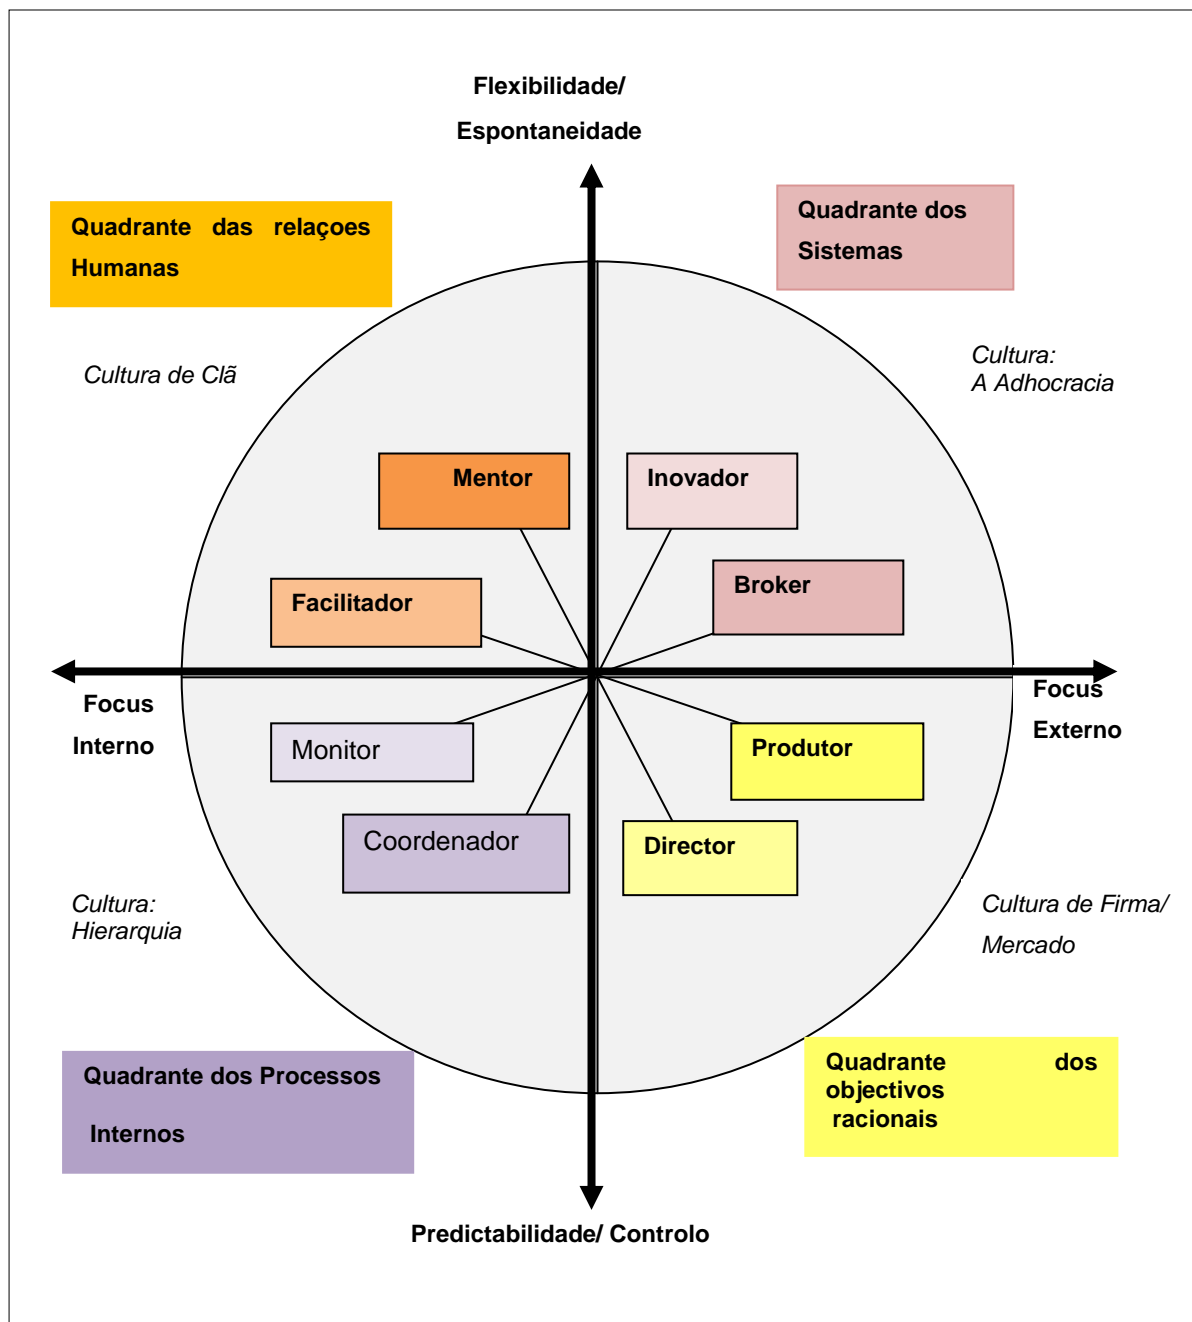 Flexibilidade/
Espontaneidade
Quadrante das relaçoes
Humanas
Quadrante dos
Sistemas
Cultura de Clã
Cultura:
A Adhocracia
Mentor
Inovador
Facilitador
Broker
Focus
Interno
Focus
Externo
Monitor
Produtor
Coordenador
Director
Cultura:
Hierarquia
Cultura de Firma/
Mercado
Quadrante dos Processos
Internos
Quadrante dos
objectivos
racionais
Predictabilidade/ Controlo